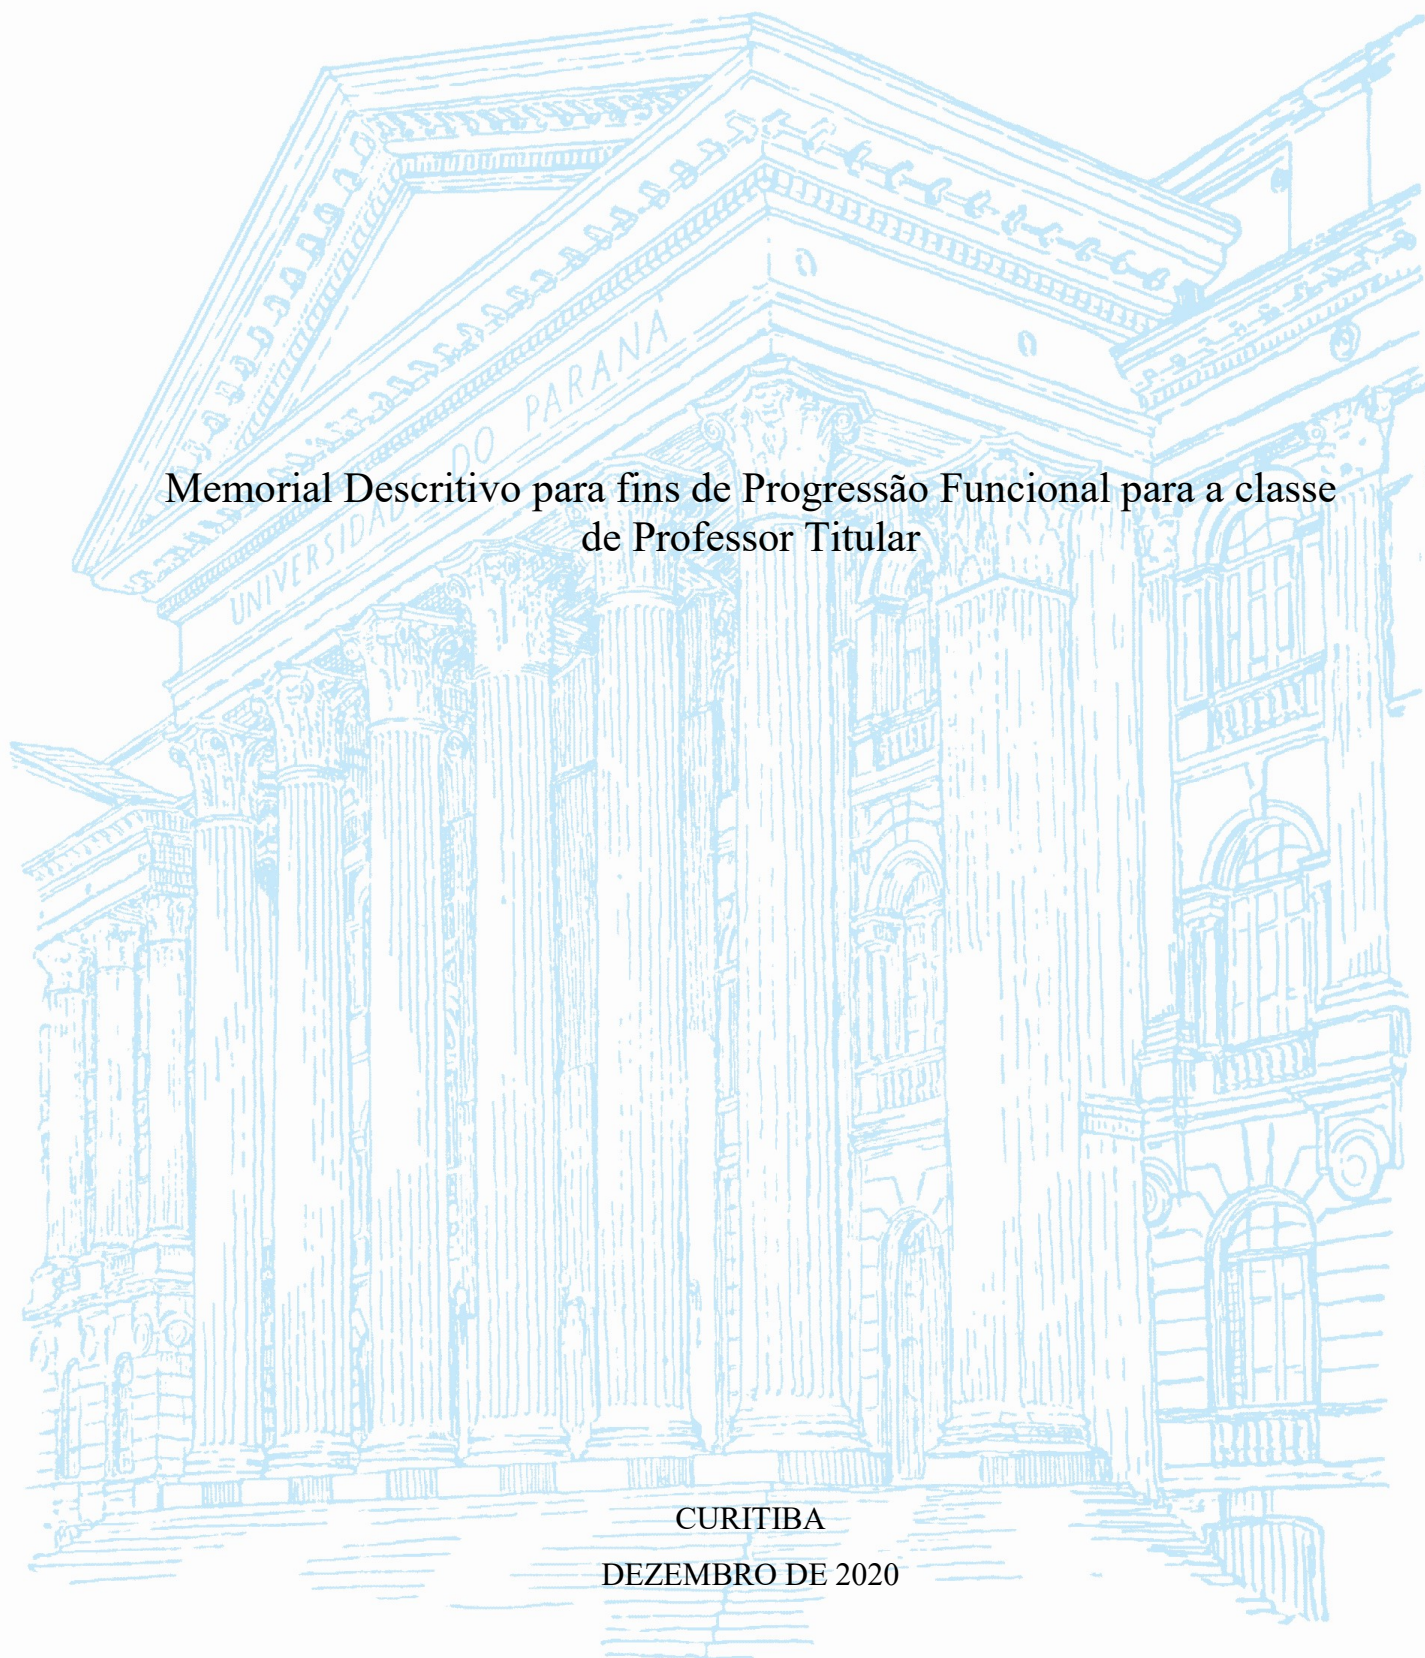 UNIVERSIDADE DO PARANÁ
Memorial Descritivo para fins de Progressão Funcional para a classe
de Professor Titular
CURITIBA
DEZEMBRO DE 2020